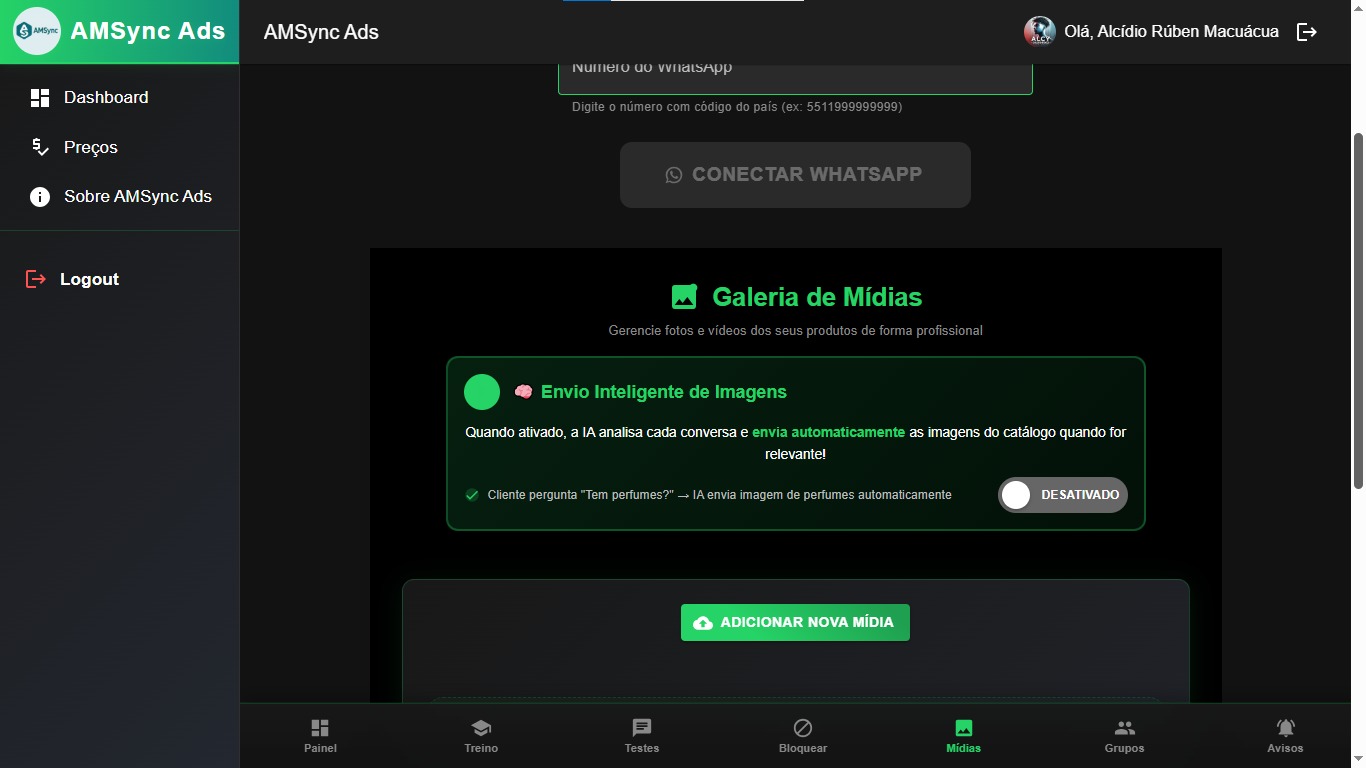 AMSync
AMSync Ads
AMSync Ads
ALCY
Olá, Alcídio Rúben Macuácua
Dashboard
Preços
Sobre AMSync Ads
Logout
Número do WhatsApp
Digite o número com código do país (ex: 5511999999999)
CONECTAR WHATSAPP
Galeria de Mídias
Gerencie fotos e vídeos dos seus produtos de forma profissional
🧠 Envio Inteligente de Imagens
Quando ativado, a IA analisa cada conversa e envia automaticamente as imagens do catálogo quando for
relevante!
Cliente pergunta "Tem perfumes?" → IA envia imagem de perfumes automaticamente
DESATIVADO
ADICIONAR NOVA MÍDIA
Painel
Treino
Testes
Bloquear
Mídias
Grupos
Avisos